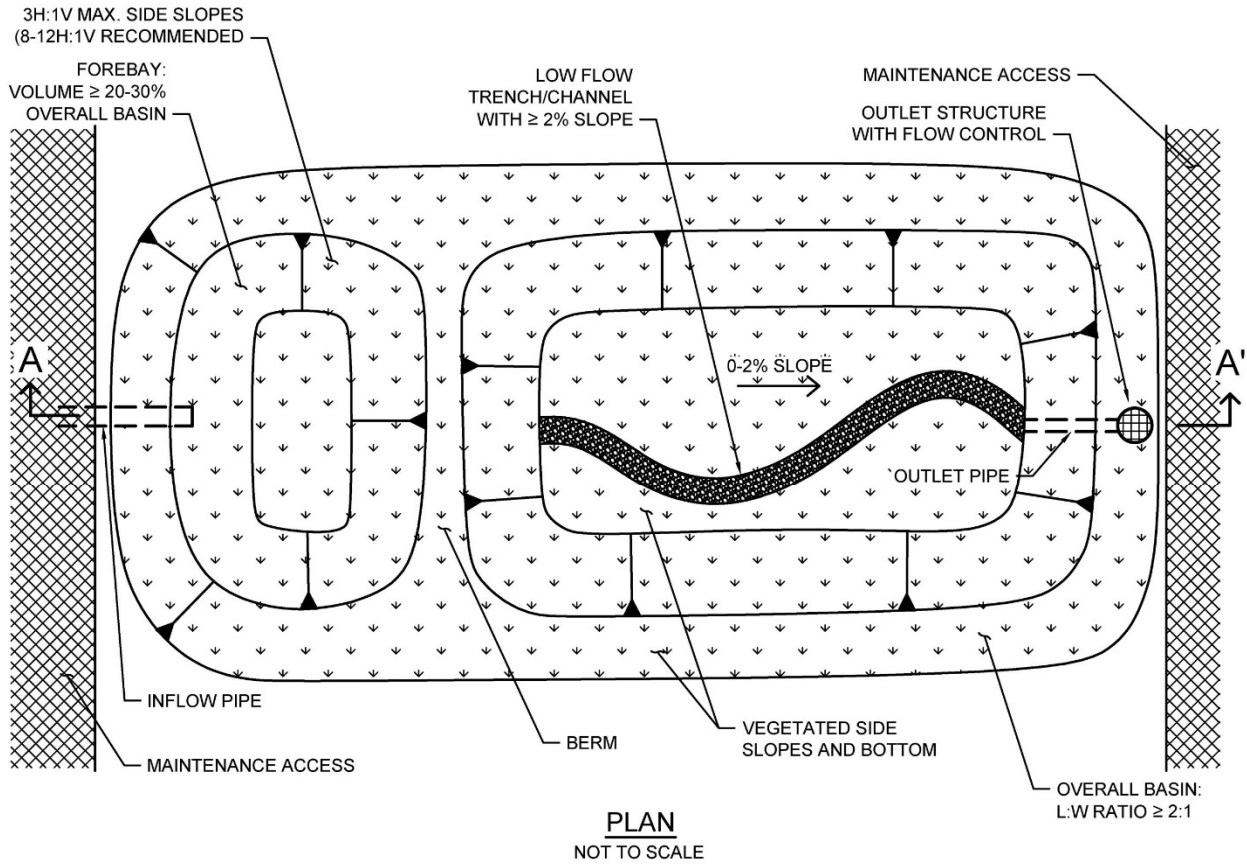 3H:1V MAX. SIDE SLOPES
(8-12H:1V RECOMMENDED
FOREBAY:
VOLUME ≥ 20-30%
OVERALL BASIN
LOW FLOW
TRENCH/CHANNEL
WITH ≥ 2% SLOPE
MAINTENANCE ACCESS
OUTLET STRUCTURE
WITH FLOW CONTROL
A
A'
0-2% SLOPE
OUTLET PIPE
INFLOW PIPE
MAINTENANCE ACCESS
BERM
VEGETATED SIDE
SLOPES AND BOTTOM
OVERALL BASIN:
L:W RATIO ≥ 2:1
PLAN
NOT TO SCALE